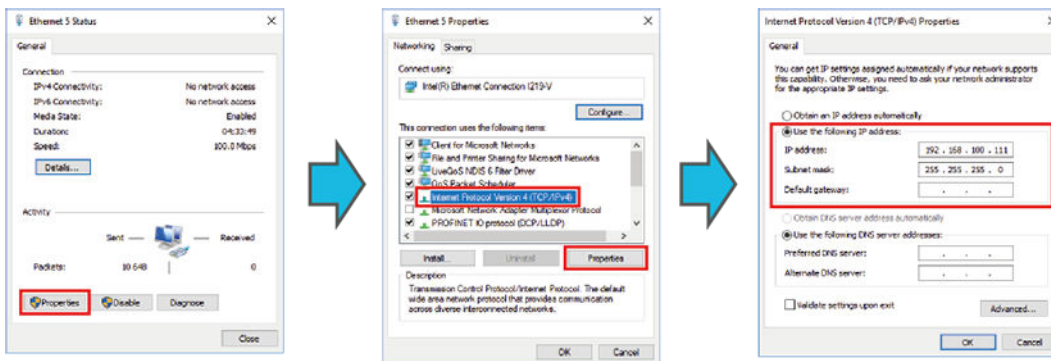 Ethernet 5 Status
General
Connection
IPv4 Connectivity: No network access
IPv6 Connectivity: No network access
Media State: Enabled
Duration: 04:33:49
Speed: 100.0 Mbps
Details...
Activity
Sent Received
Packets: 10 648 0
Properties Disable Diagnose
Close
Ethernet 5 Properties
Networking Sharing
Connect using:
Intel(R) Ethernet Connection I219-V
Configure...
This connection uses the following items:
Client for Microsoft Networks
File and Printer Sharing for Microsoft Networks
LiveQoS NDIS 6 Filter Driver
QoS Packet Scheduler
Internet Protocol Version 4 (TCP/IPv4)
Microsoft Network Adapter Multiplexor Protocol
PROFINET IO protocol (DCP/LLDP)
Install... Uninstall Properties
Description
Transmission Control Protocol/Internet Protocol. The default
wide area network protocol that provides communication
across diverse interconnected networks.
OK Cancel
Internet Protocol Version 4 (TCP/IPv4) Properties
General
You can get IP settings assigned automatically if your network supports
this capability. Otherwise, you need to ask your network administrator
for the appropriate IP settings.
Obtain an IP address automatically
Use the following IP address:
IP address: 192 . 168 . 100 . 111
Subnet mask: 255 . 255 . 255 . 0
Default gateway: . . .
Obtain DNS server address automatically
Use the following DNS server addresses:
Preferred DNS server: . . .
Alternate DNS server: . . .
Validate settings upon exit Advanced...
OK Cancel